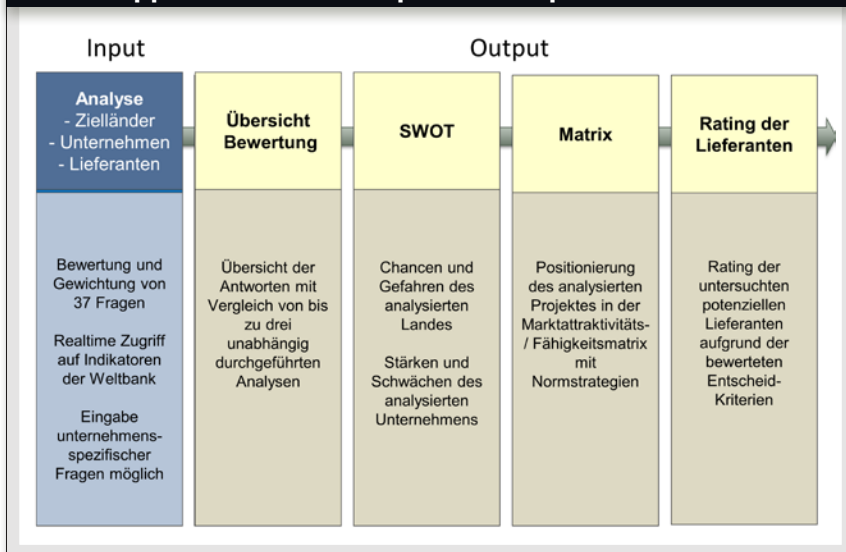 Input
Output
Analyse
- Zielländer
- Unternehmen
- Lieferanten
Bewertung und
Gewichtung von
37 Fragen
Realtime Zugriff
auf Indikatoren
der Weltbank
Eingabe
unternehmens-
spezifischer
Fragen möglich
Übersicht
Bewertung
Übersicht der
Antworten mit
Vergleich von bis
zu drei
unabhängig
durchgeführten
Analysen
SWOT
Chancen und
Gefahren des
analysierten
Landes
Stärken und
Schwächen des
analysierten
Unternehmens
Matrix
Positionierung
des analysierten
Projektes in der
Marktattraktivitäts-
/ Fähigkeitsmatrix
mit
Normstrategien
Rating der
Lieferanten
Rating der
untersuchten
potenziellen
Lieferanten
aufgrund der
bewerteten
Entscheid-
Kriterien